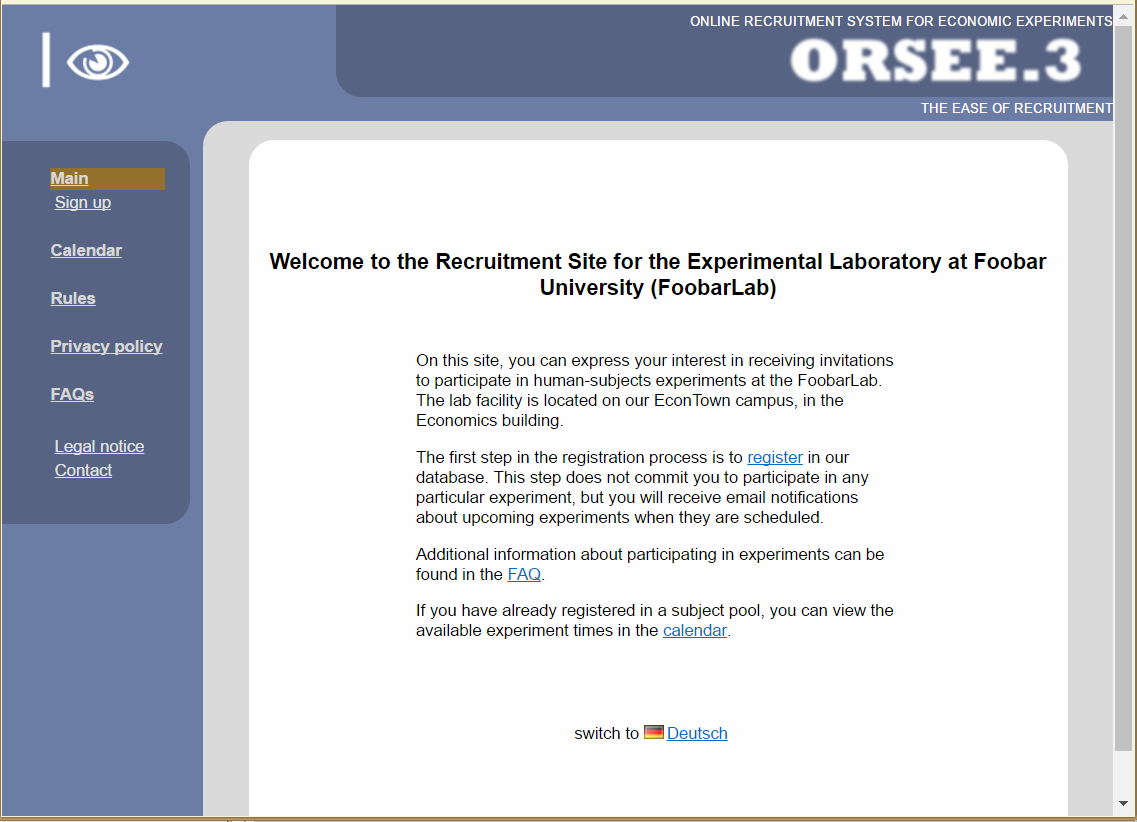 ONLINE RECRUITMENT SYSTEM FOR ECONOMIC EXPERIMENTS
ORSEE.3
THE EASE OF RECRUITMENT
Main
Sign up
Calendar
Rules
Privacy policy
FAQs
Legal notice
Contact
Welcome to the Recruitment Site for the Experimental Laboratory at Foobar
University (FoobarLab)
On this site, you can express your interest in receiving invitations
to participate in human-subjects experiments at the FoobarLab.
The lab facility is located on our EconTown campus, in the
Economics building.
The first step in the registration process is to register in our
database. This step does not commit you to participate in any
particular experiment, but you will receive email notifications
about upcoming experiments when they are scheduled.
Additional information about participating in experiments can be
found in the FAQ.
If you have already registered in a subject pool, you can view the
available experiment times in the calendar.
switch to Deutsch